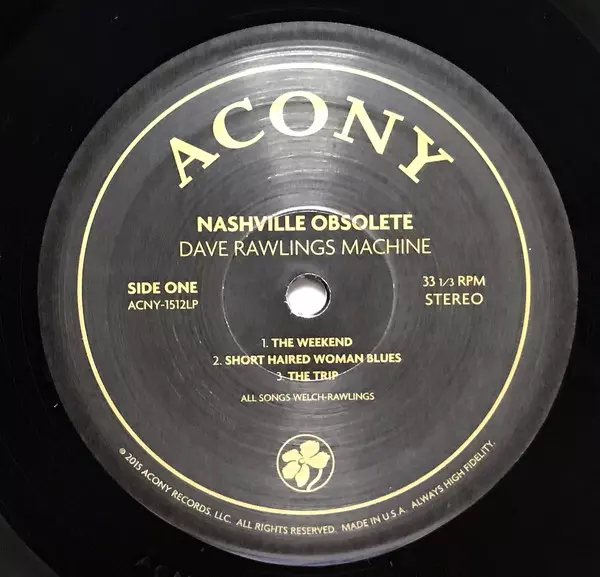 ACONY
NASHVILLE OBSOLETE
DAVE RAWLINGS MACHINE
SIDE ONE
ACNY-1512LP
33 1/3 RPM
STEREO
1. THE WEEKEND
2. SHORT HAIRED WOMAN BLUES
3. THE TRIP
ALL SONGS WELCH-RAWLINGS
℗ 2015 ACONY RECORDS, LLC. ALL RIGHTS RESERVED. MADE IN U.S.A. ALWAYS HIGH FIDELITY.